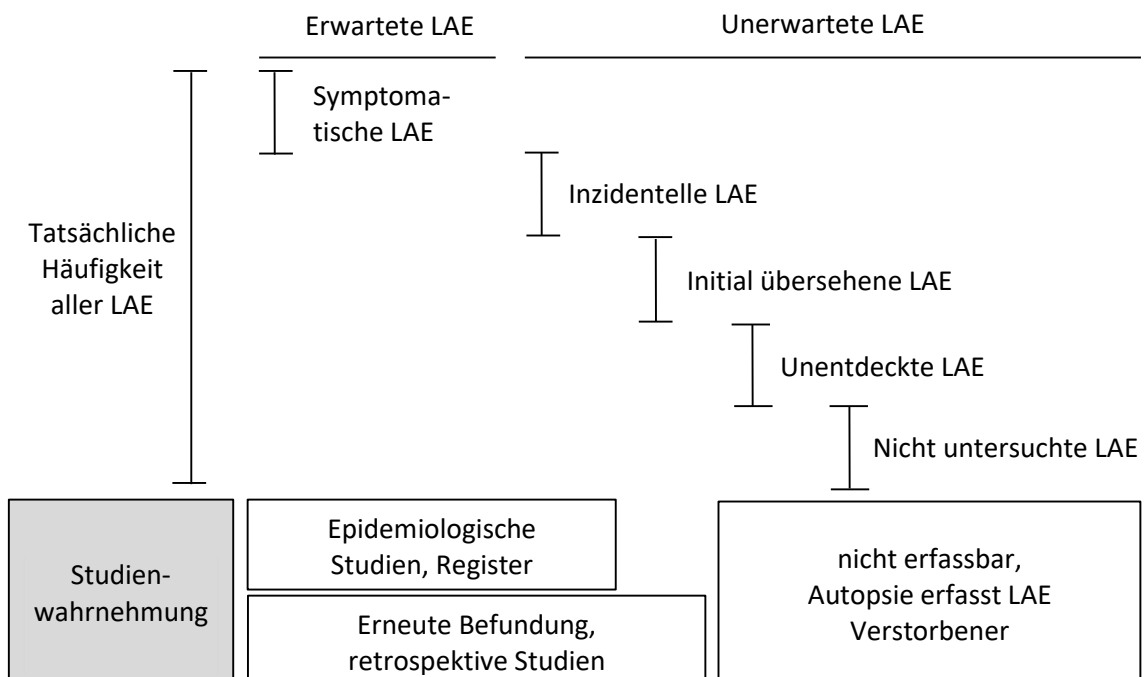 Erwartete LAE
Unerwartete LAE
Symptoma-
tische LAE
Inzidentelle LAE
Tatsächliche
Häufigkeit
aller LAE
Initial übersehene LAE
Unentdeckte LAE
Nicht untersuchte LAE
Studien-
wahrnehmung
Epidemiologische
Studien, Register
Erneute Befundung,
retrospektive Studien
nicht erfassbar,
Autopsie erfasst LAE
Verstorbener